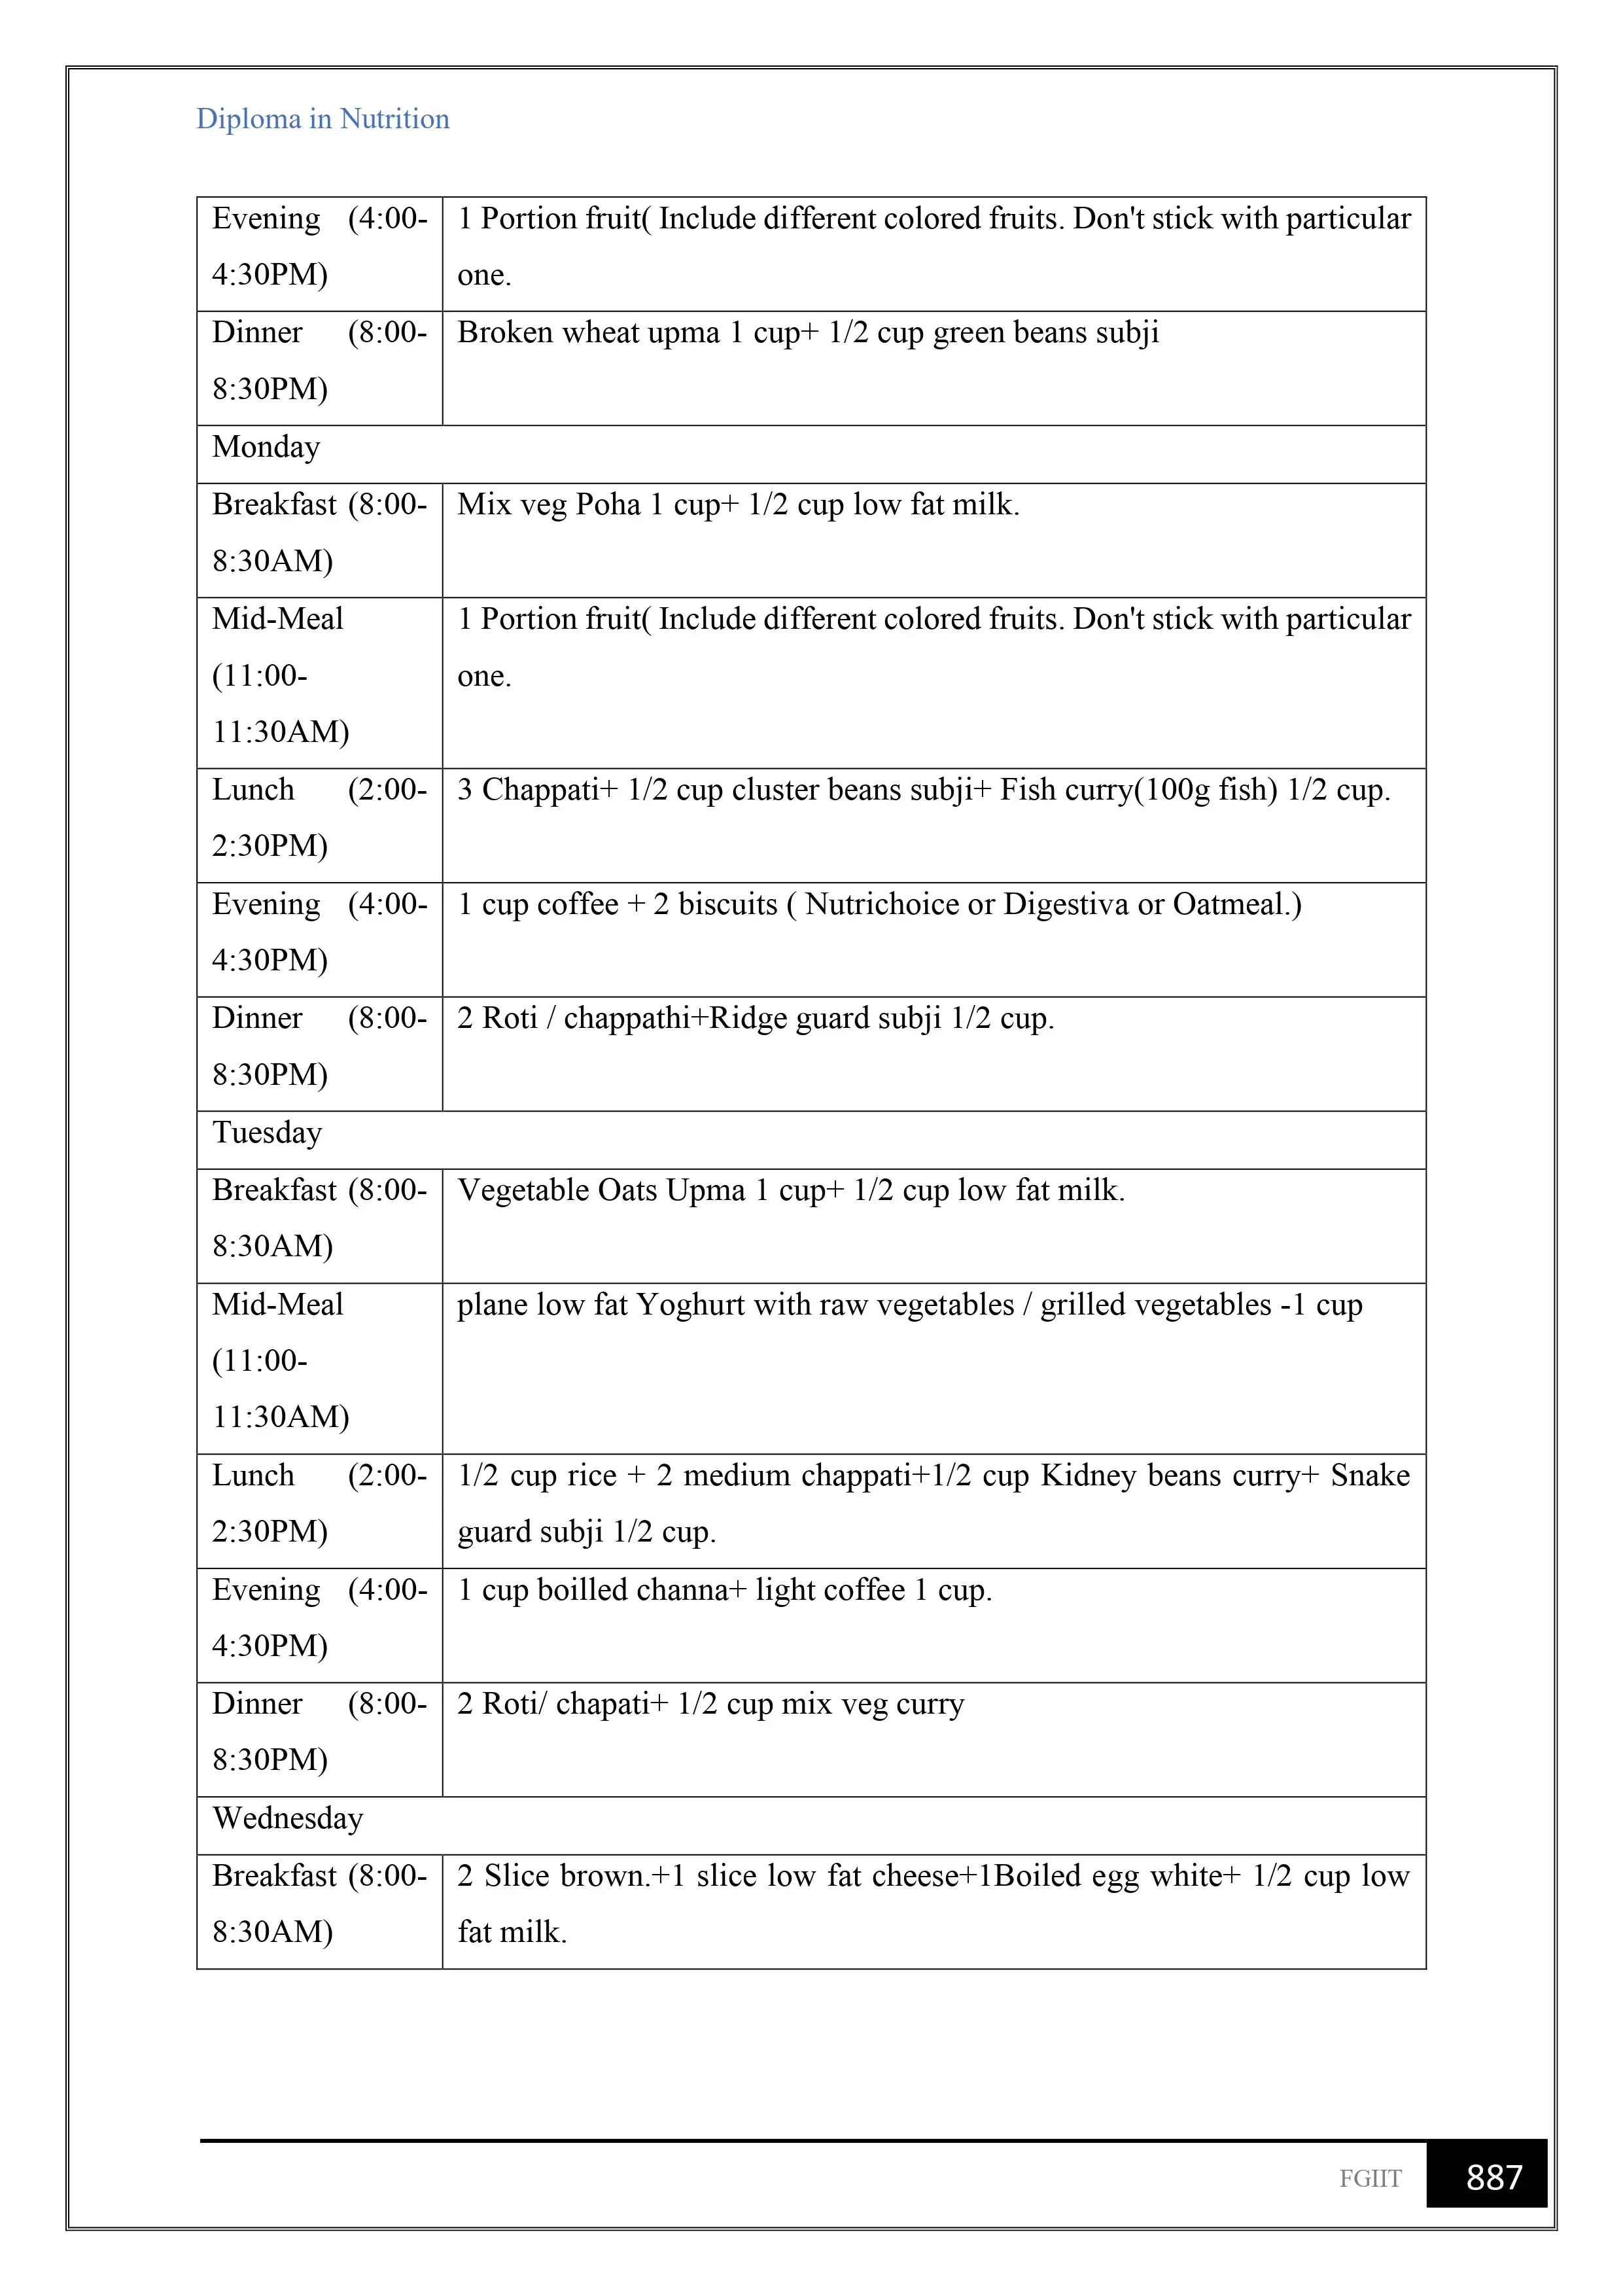 Diploma in Nutrition
Evening (4:00-
4:30PM)
1 Portion fruit( Include different colored fruits. Don't stick with particular
one.
Dinner (8:00-
8:30PM)
Broken wheat upma 1 cup+ 1/2 cup green beans subji
Monday
Breakfast (8:00-
8:30AM)
Mix veg Poha 1 cup+ 1/2 cup low fat milk.
Mid-Meal
(11:00-
11:30AM)
1 Portion fruit( Include different colored fruits. Don't stick with particular
one.
Lunch (2:00-
2:30PM)
3 Chappati+ 1/2 cup cluster beans subji+ Fish curry(100g fish) 1/2 cup.
Evening (4:00-
4:30PM)
1 cup coffee + 2 biscuits ( Nutrichoice or Digestiva or Oatmeal.)
Dinner (8:00-
8:30PM)
2 Roti / chappathi+Ridge guard subji 1/2 cup.
Tuesday
Breakfast (8:00-
8:30AM)
Vegetable Oats Upma 1 cup+ 1/2 cup low fat milk.
Mid-Meal
(11:00-
11:30AM)
plane low fat Yoghurt with raw vegetables / grilled vegetables -1 cup
Lunch (2:00-
2:30PM)
1/2 cup rice + 2 medium chappati+1/2 cup Kidney beans curry+ Snake
guard subji 1/2 cup.
Evening (4:00-
4:30PM)
1 cup boilled channa+ light coffee 1 cup.
Dinner (8:00-
8:30PM)
2 Roti/ chapati+ 1/2 cup mix veg curry
Wednesday
Breakfast (8:00-
8:30AM)
2 Slice brown.+1 slice low fat cheese+1Boiled egg white+ 1/2 cup low
fat milk.
FGIIT 887